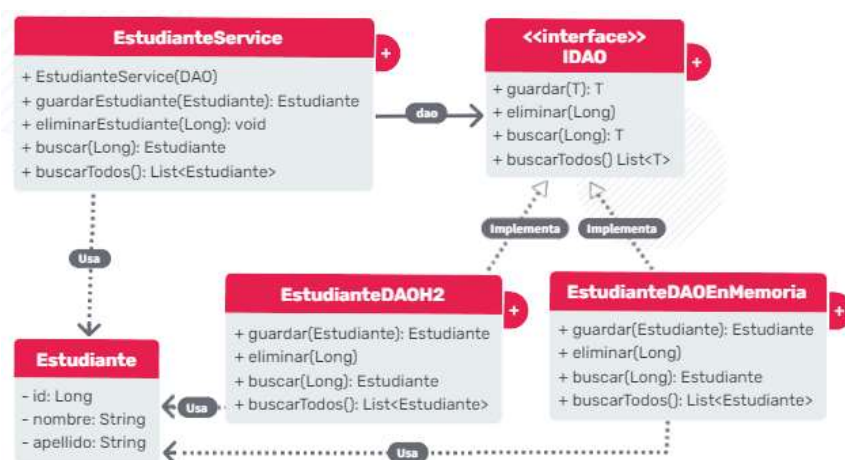 EstudianteService
+
+ EstudianteService(DAO)
+ guardarEstudiante(Estudiante): Estudiante
+ eliminarEstudiante(Long): void
+ buscar(Long): Estudiante
+ buscarTodos(): List<Estudiante>
dao
<<interface>>
IDAO
+
+ guardar(T): T
+ eliminar(Long)
+ buscar(Long): T
+ buscarTodos() List<T>
Implementa
Implementa
Usa
EstudianteDAOH2
+
+ guardar(Estudiante): Estudiante
+ eliminar(Long)
+ buscar(Long): Estudiante
+ buscarTodos(): List<Estudiante>
EstudianteDAOEnMemoria
+
+ guardar(Estudiante): Estudiante
+ eliminar(Long)
+ buscar(Long): Estudiante
+ buscarTodos(): List<Estudiante>
Estudiante
- id: Long
- nombre: String
- apellido: String
Usa
Usa